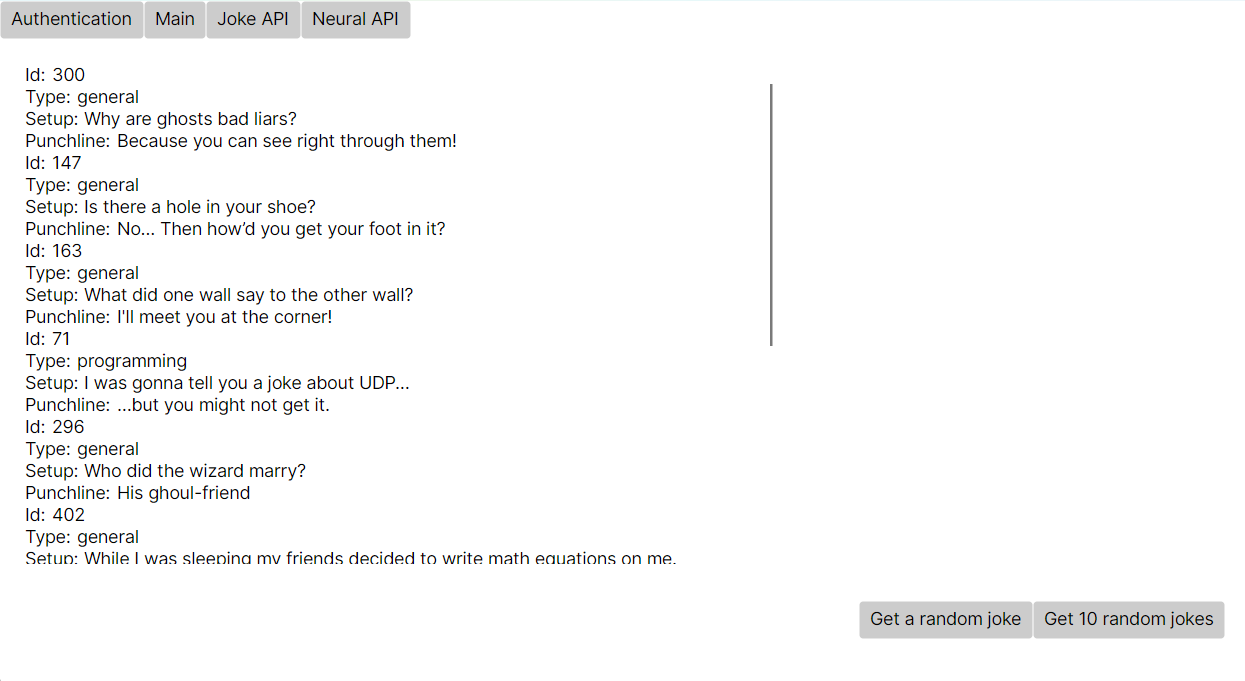 Authentication Main Joke API Neural API
Id: 300
Type: general
Setup: Why are ghosts bad liars?
Punchline: Because you can see right through them!
Id: 147
Type: general
Setup: Is there a hole in your shoe?
Punchline: No... Then how’d you get your foot in it?
Id: 163
Type: general
Setup: What did one wall say to the other wall?
Punchline: I'll meet you at the corner!
Id: 71
Type: programming
Setup: I was gonna tell you a joke about UDP...
Punchline: ...but you might not get it.
Id: 296
Type: general
Setup: Who did the wizard marry?
Punchline: His ghoul-friend
Id: 402
Type: general
Setup: While I was sleeping my friends decided to write math equations on me.
Get a random joke Get 10 random jokes